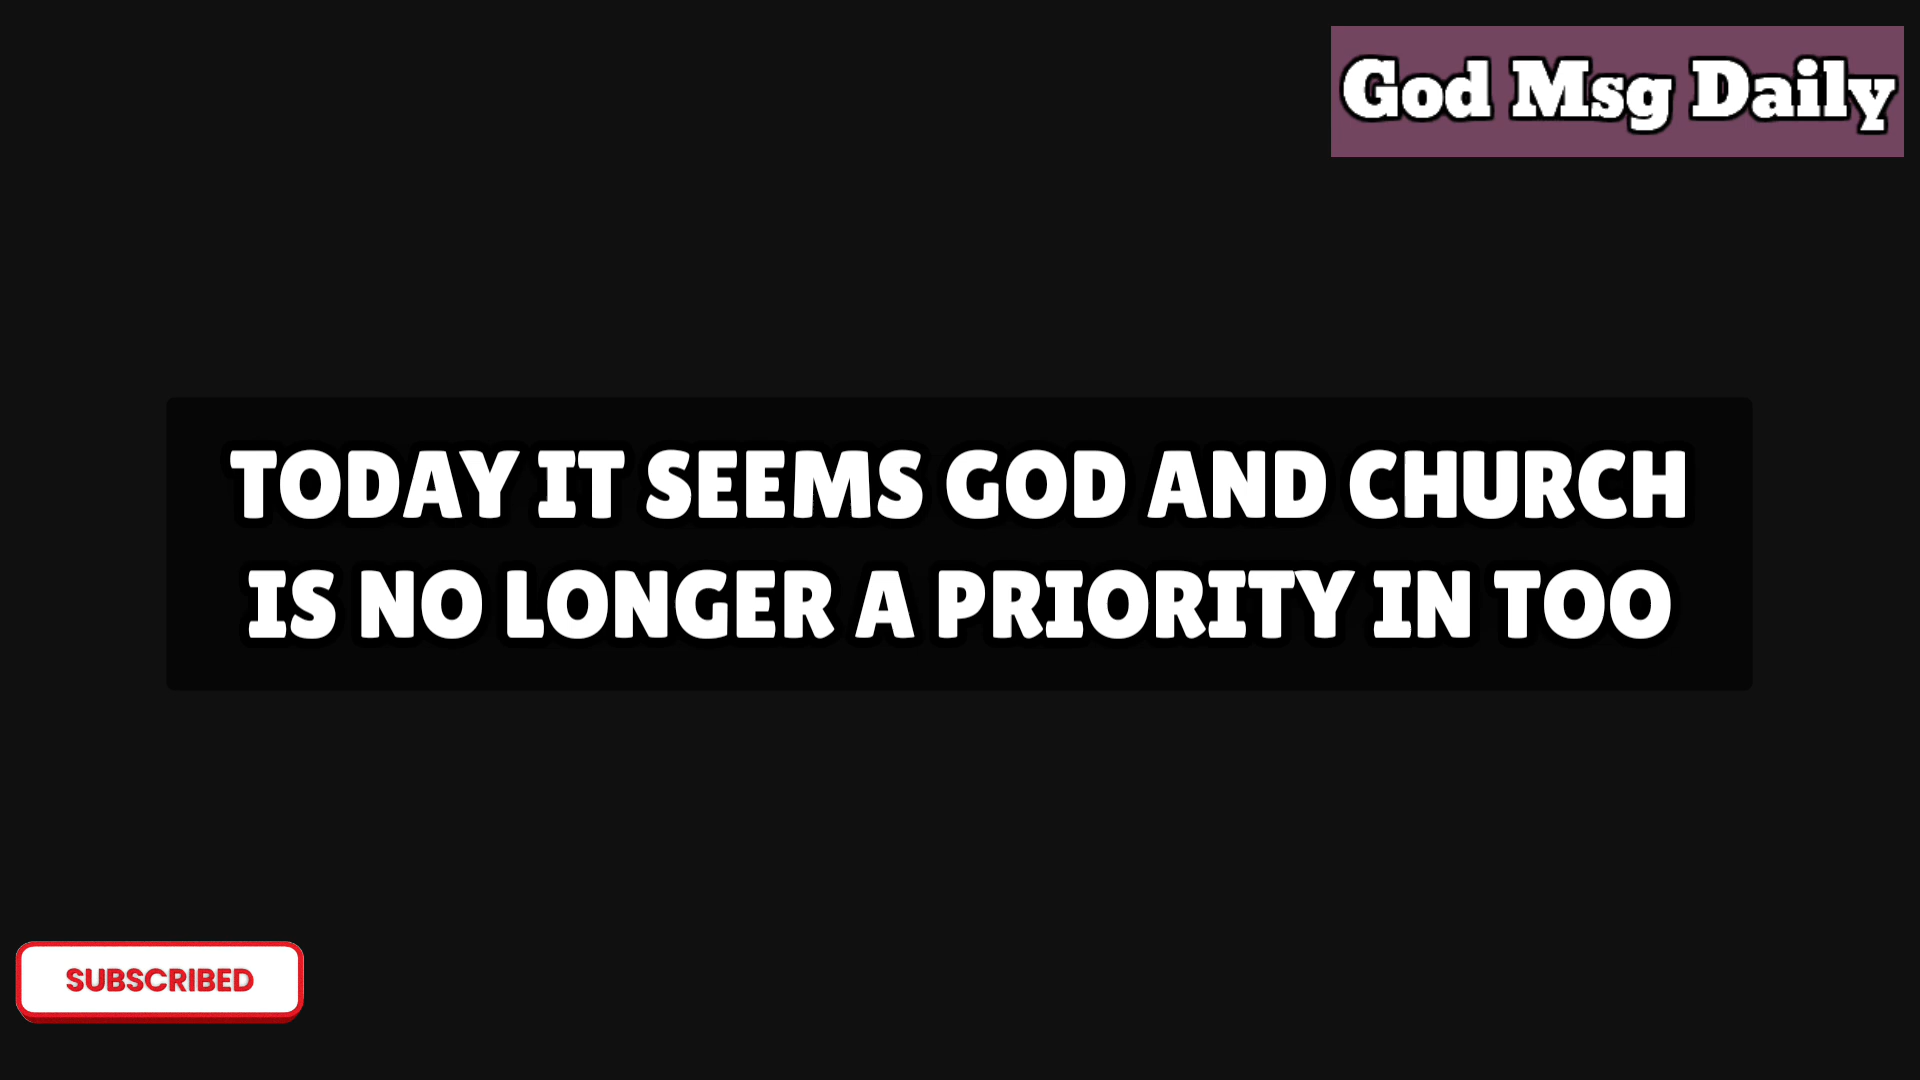 God Msg Daily
TODAY IT SEEMS GOD AND CHURCH
IS NO LONGER A PRIORITY IN TOO
SUBSCRIBED